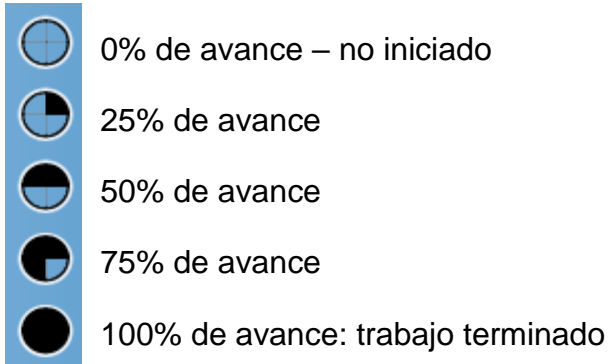 0% de avance – no iniciado
25% de avance
50% de avance
75% de avance
100% de avance: trabajo terminado